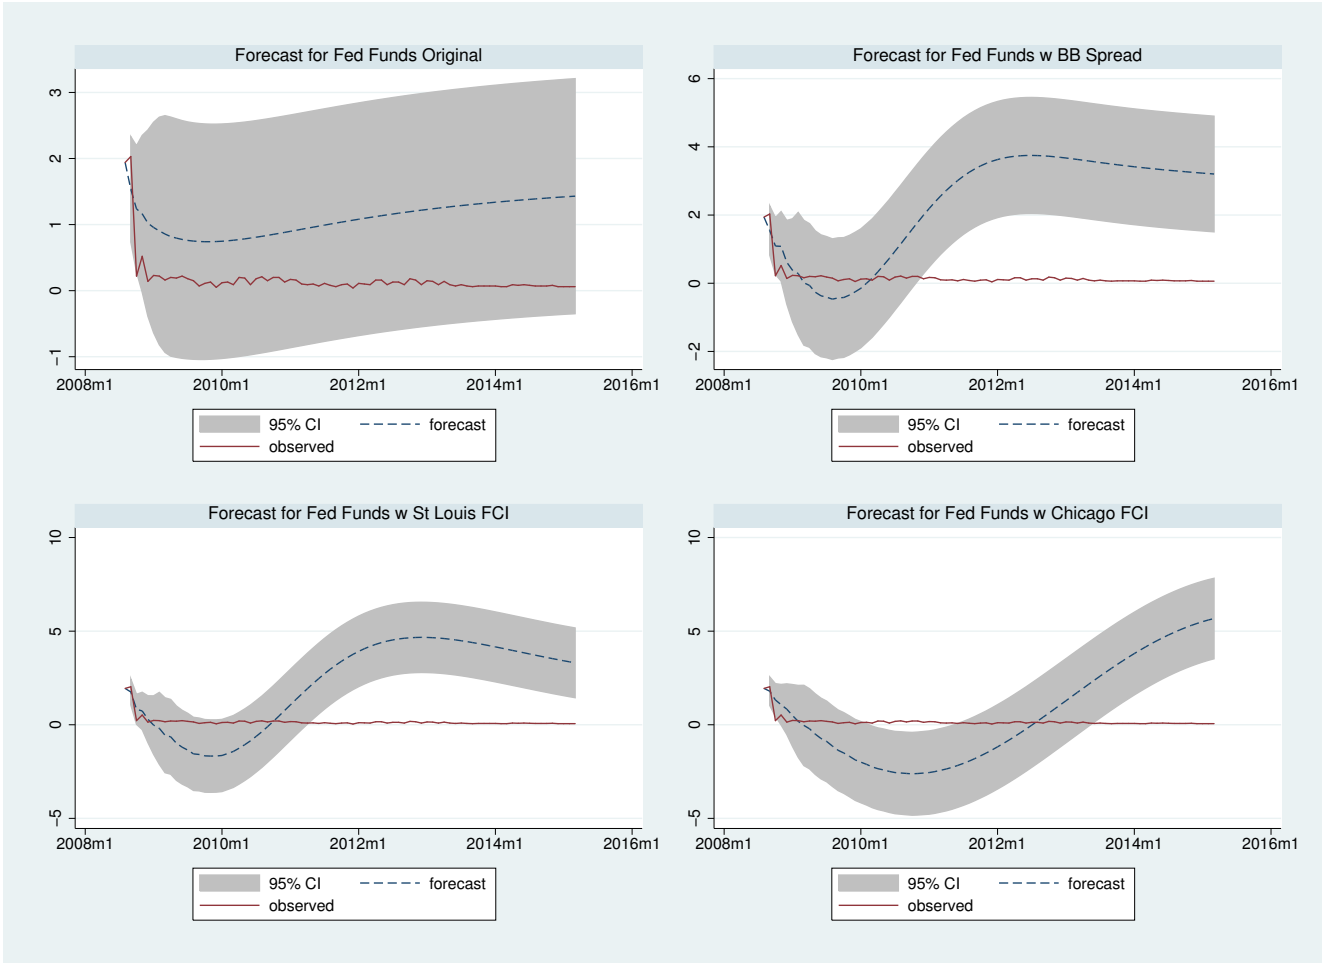 Forecast for Fed Funds Original
3
2
1
0
−1
2008m1 2010m1 2012m1 2014m1 2016m1
95% CI forecast
observed
Forecast for Fed Funds w BB Spread
6
4
2
0
−2
2008m1 2010m1 2012m1 2014m1 2016m1
95% CI forecast
observed
Forecast for Fed Funds w St Louis FCI
10
5
0
−5
2008m1 2010m1 2012m1 2014m1 2016m1
95% CI forecast
observed
Forecast for Fed Funds w Chicago FCI
10
5
0
−5
2008m1 2010m1 2012m1 2014m1 2016m1
95% CI forecast
observed